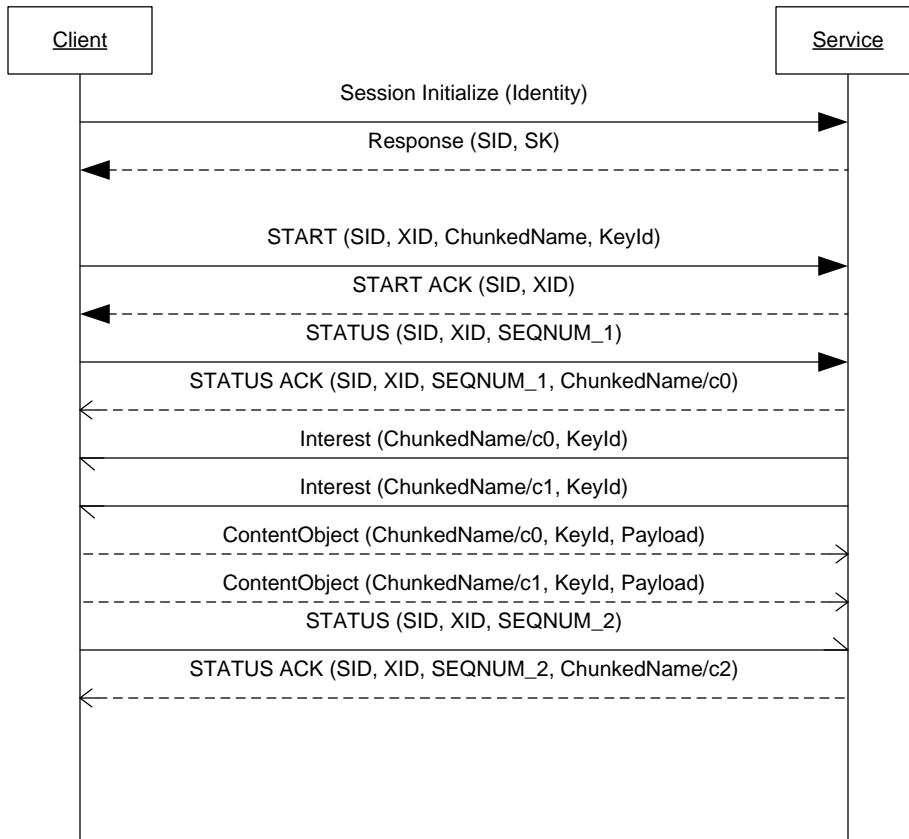 Client
Service
Session Initialize (Identity)
Response (SID, SK)
START (SID, XID, ChunkedName, KeyId)
START ACK (SID, XID)
STATUS (SID, XID, SEQNUM_1)
STATUS ACK (SID, XID, SEQNUM_1, ChunkedName/c0)
Interest (ChunkedName/c0, KeyId)
Interest (ChunkedName/c1, KeyId)
ContentObject (ChunkedName/c0, KeyId, Payload)
ContentObject (ChunkedName/c1, KeyId, Payload)
STATUS (SID, XID, SEQNUM_2)
STATUS ACK (SID, XID, SEQNUM_2, ChunkedName/c2)